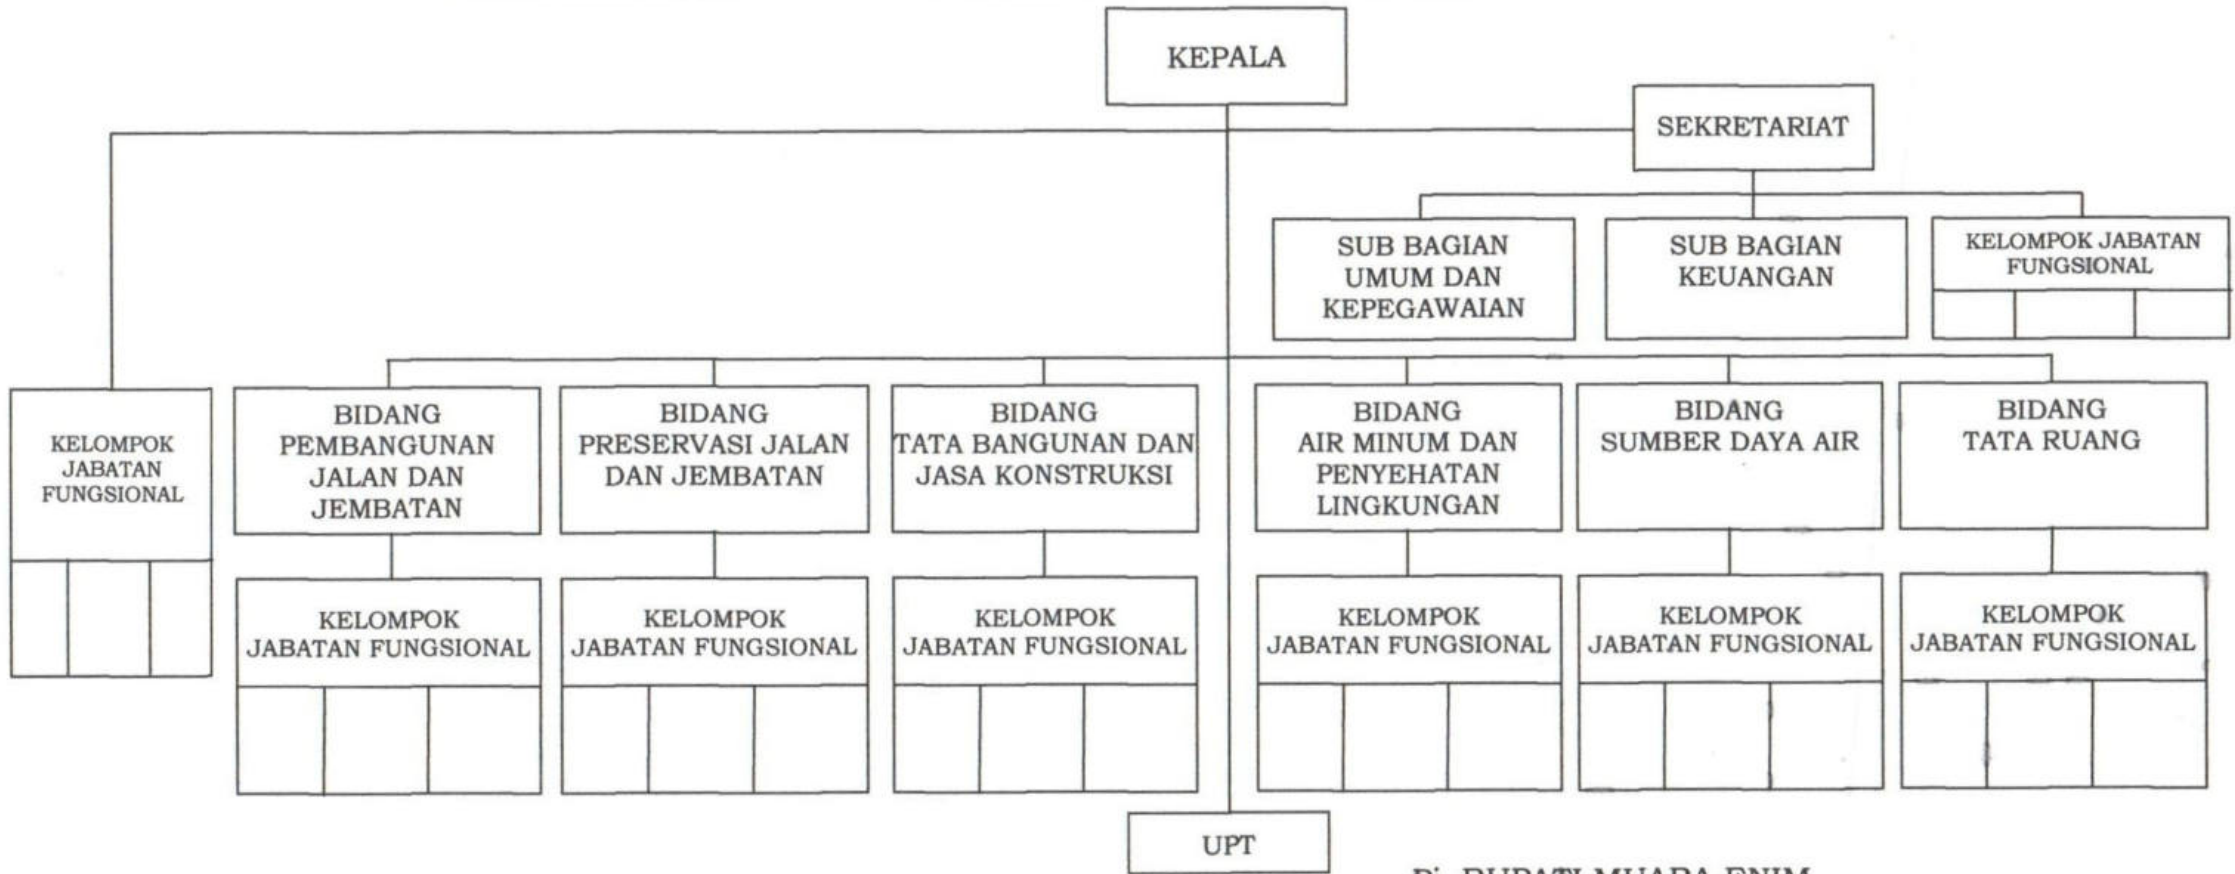 KEPALA
SEKRETARIAT
SUB BAGIAN
UMUM DAN
KEPEGAWAIAN
SUB BAGIAN
KEUANGAN
KELOMPOK JABATAN
FUNGSIONAL
KELOMPOK
JABATAN
FUNGSIONAL
BIDANG
PEMBANGUNAN
JALAN DAN
JEMBATAN
BIDANG
PRESERVASI JALAN
DAN JEMBATAN
BIDANG
TATA BANGUNAN DAN
JASA KONSTRUKSI
BIDANG
AIR MINUM DAN
PENYEHATAN
LINGKUNGAN
BIDANG
SUMBER DAYA AIR
BIDANG
TATA RUANG
KELOMPOK
JABATAN FUNGSIONAL
KELOMPOK
JABATAN FUNGSIONAL
KELOMPOK
JABATAN FUNGSIONAL
KELOMPOK
JABATAN FUNGSIONAL
KELOMPOK
JABATAN FUNGSIONAL
KELOMPOK
JABATAN FUNGSIONAL
UPT
BUPATI MUARA ENIM